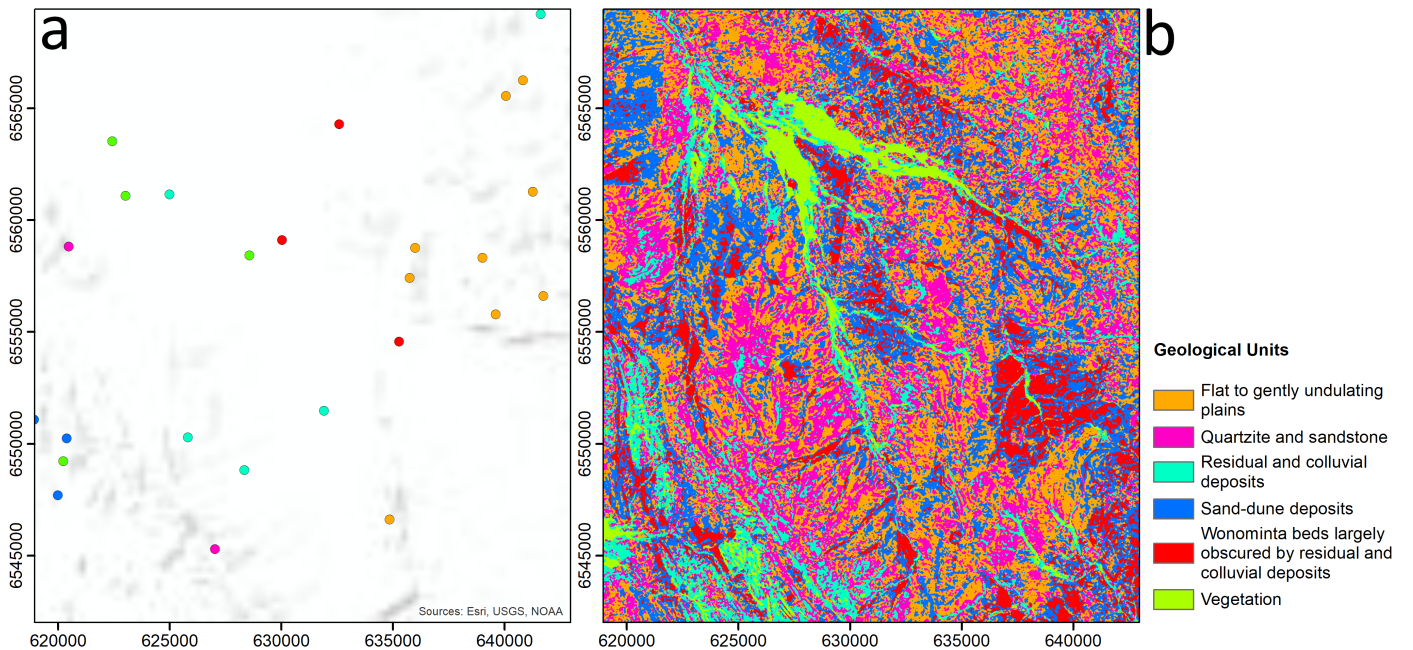 a
6565000
6560000
6555000
6550000
6545000
620000 625000 630000 635000 640000
Sources: Esri, USGS, NOAA
b
6565000
6560000
6555000
6550000
6545000
620000 625000 630000 635000 640000
Geological Units
Flat to gently undulating
plains
Quartzite and sandstone
Residual and colluvial
deposits
Sand-dune deposits
Wonominta beds largely
obscured by residual and
colluvial deposits
Vegetation